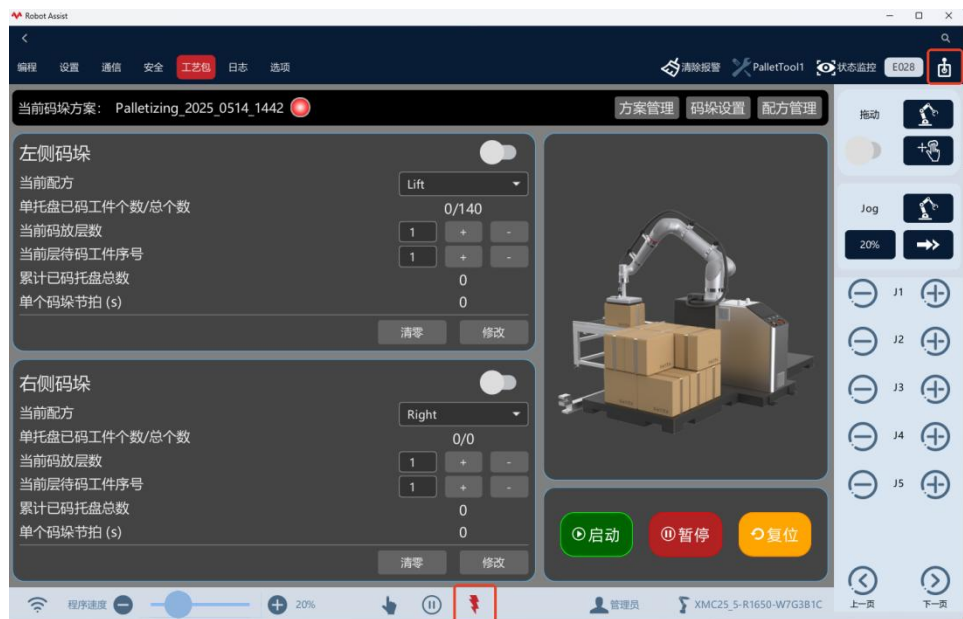 Robot Assist
编程 设置 通信 安全 工艺包 日志 选项 清除报警 PalletTool1 状态监控 E028
当前码垛方案： Palletizing_2025_0514_1442 方案管理 码垛设置 配方管理
左侧码垛
当前配方 Lift
单托盘已码工件个数/总个数 0/140
当前码放层数 1 + -
当前层待码工件序号 1 + -
累计已码托盘总数 0
单个码垛节拍 (s) 0
清零 修改
右侧码垛
当前配方 Right
单托盘已码工件个数/总个数 0/0
当前码放层数 1 + -
当前层待码工件序号 1 + -
累计已码托盘总数 0
单个码垛节拍 (s) 0
清零 修改
启动 暂停 复位
拖动
Jog
20%
J1
J2
J3
J4
J5
上一页 下一页
程序速度 20% 管理员 XMC25_5-R1650-W7G3B1C